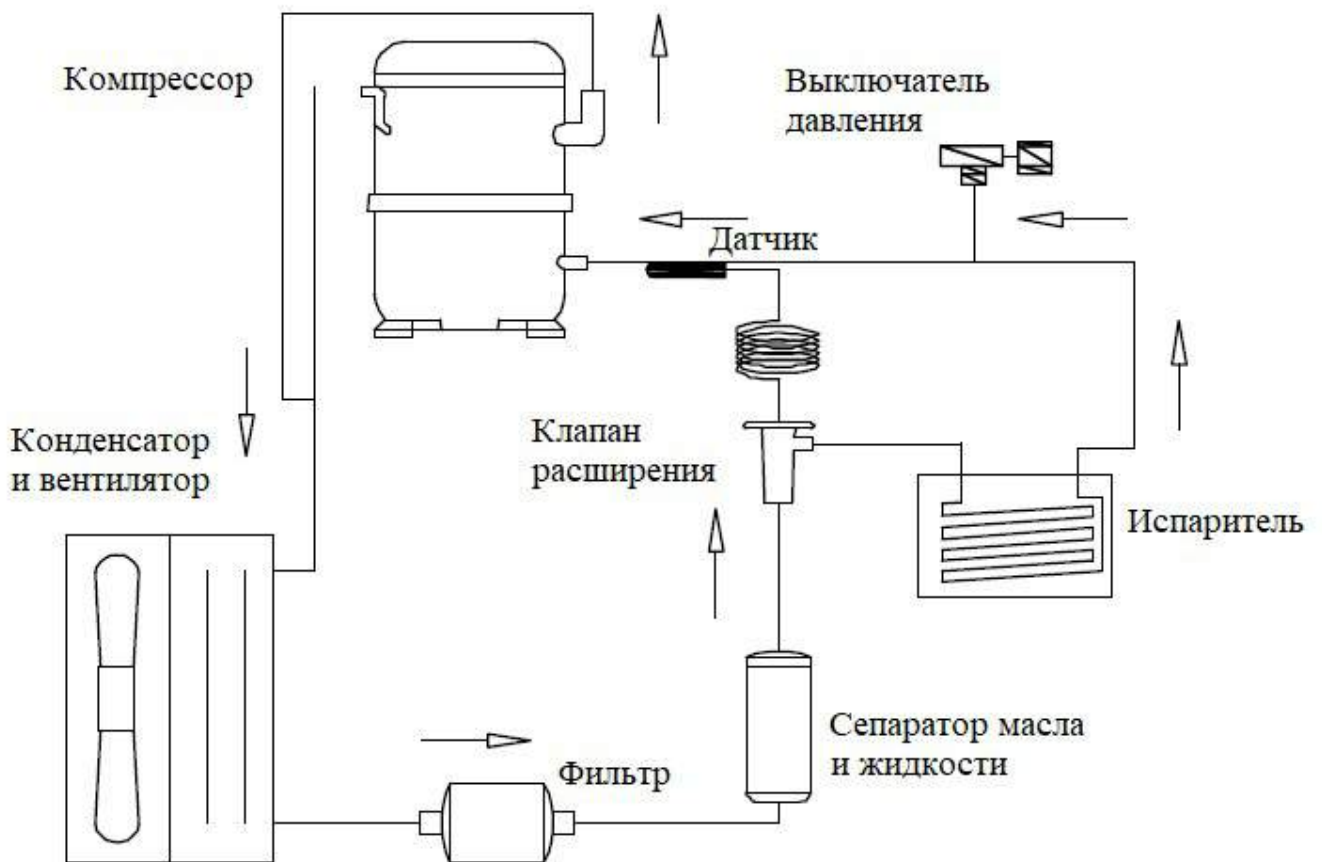 Компрессор
Выключатель
давления
Датчик
Конденсатор
и вентилятор
Клапан
расширения
Испаритель
Сепаратор масла
и жидкости
Фильтр